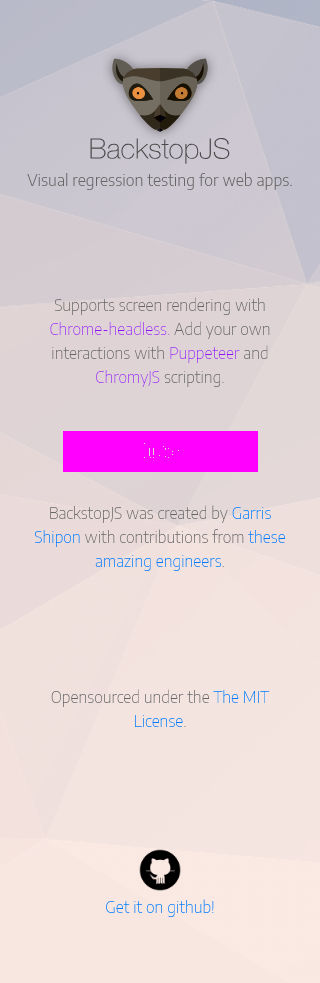 BackstopJS
Visual regression testing for web apps.
Supports screen rendering with
Chrome-headless. Add your own
interactions with Puppeteer and
ChromyJS scripting.
BackstopJS was created by Garris
Shipon with contributions from these
amazing engineers.
Opensourced under the The MIT
License.
Get it on github!